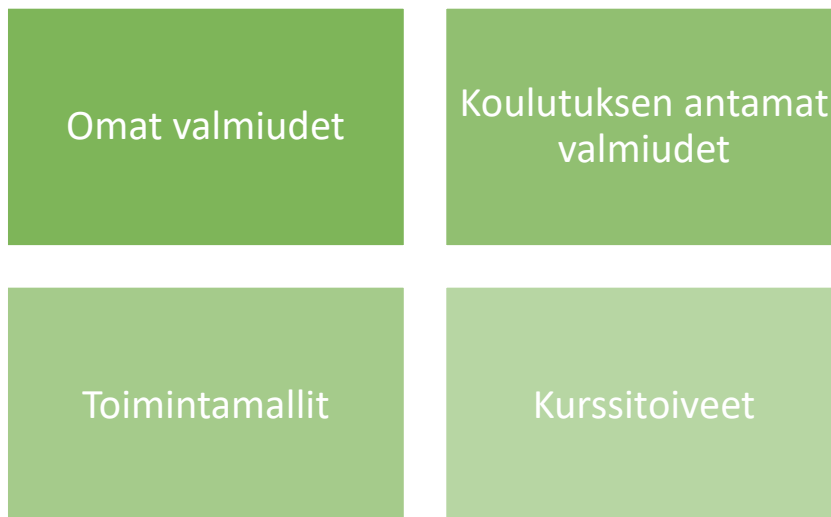 Omat valmiudet
Koulutuksen antamat
valmiudet
Toimintamallit
Kurssitoiveet